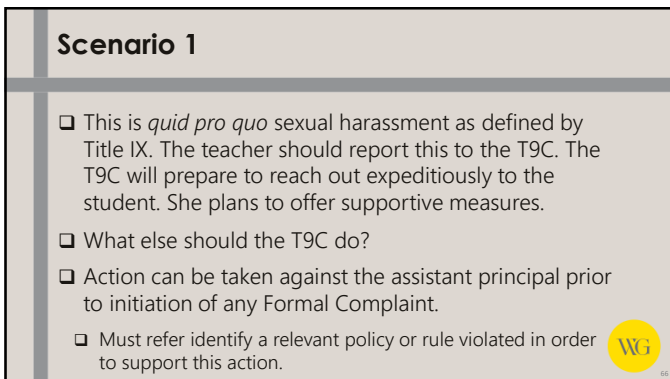 Scenario 1
❑ This is quid pro quo sexual harassment as defined by
Title IX. The teacher should report this to the T9C. The
T9C will prepare to reach out expeditiously to the
student. She plans to offer supportive measures.
❑ What else should the T9C do?
❑ Action can be taken against the assistant principal prior
to initiation of any Formal Complaint.
❑ Must refer identify a relevant policy or rule violated in order
to support this action.
WG
66